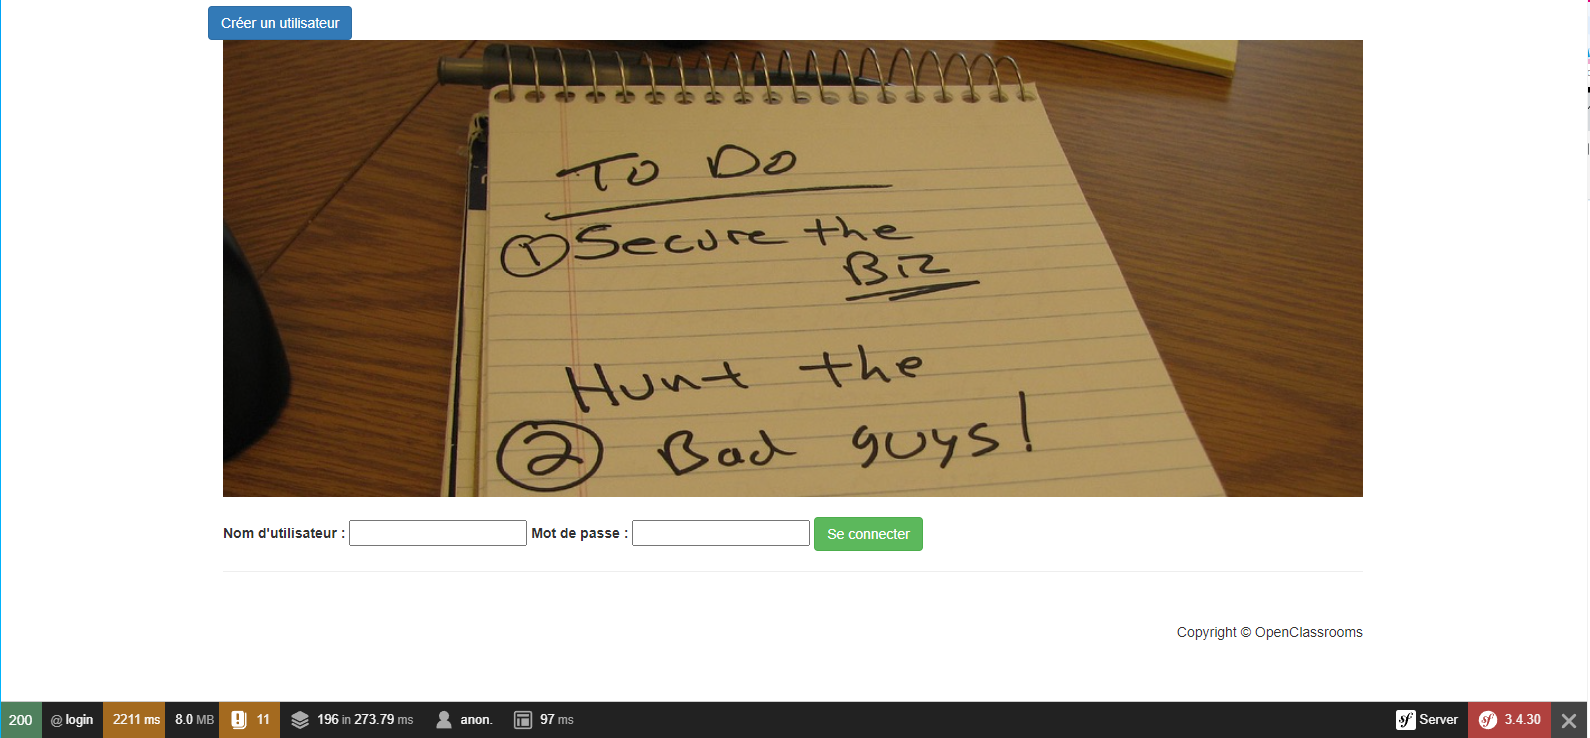 Créer un utilisateur
To Do
① Secure the
Biz
Hunt the
② Bad guys!
Nom d'utilisateur : Mot de passe : Se connecter
Copyright © OpenClassrooms
200 @ login 2211 ms 8.0 MB 11 196 in 273.79 ms anon. 97 ms sf Server sf 3.4.30